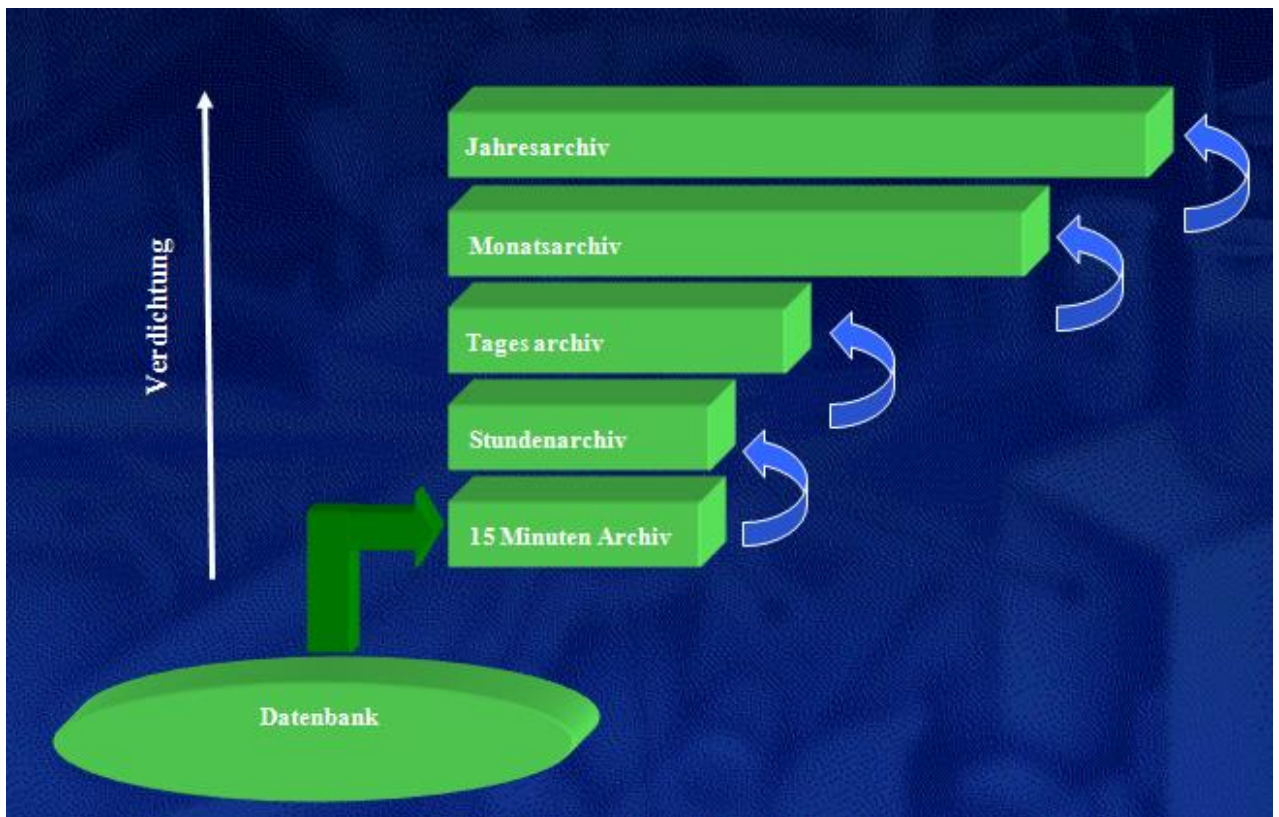 Verdichtung
Jahresarchiv
Monatsarchiv
Tages archiv
Stundenarchiv
15 Minuten Archiv
Datenbank